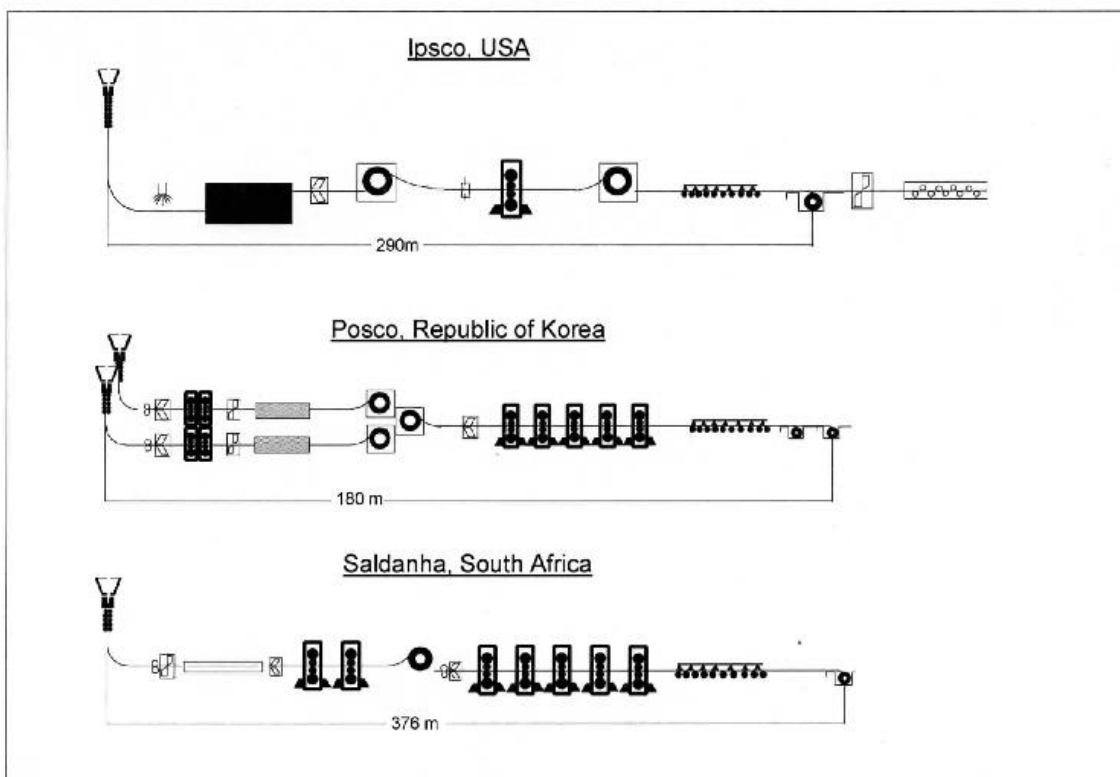 Ipsco, USA
290m
Posco, Republic of Korea
180 m
Saldanha, South Africa
376 m